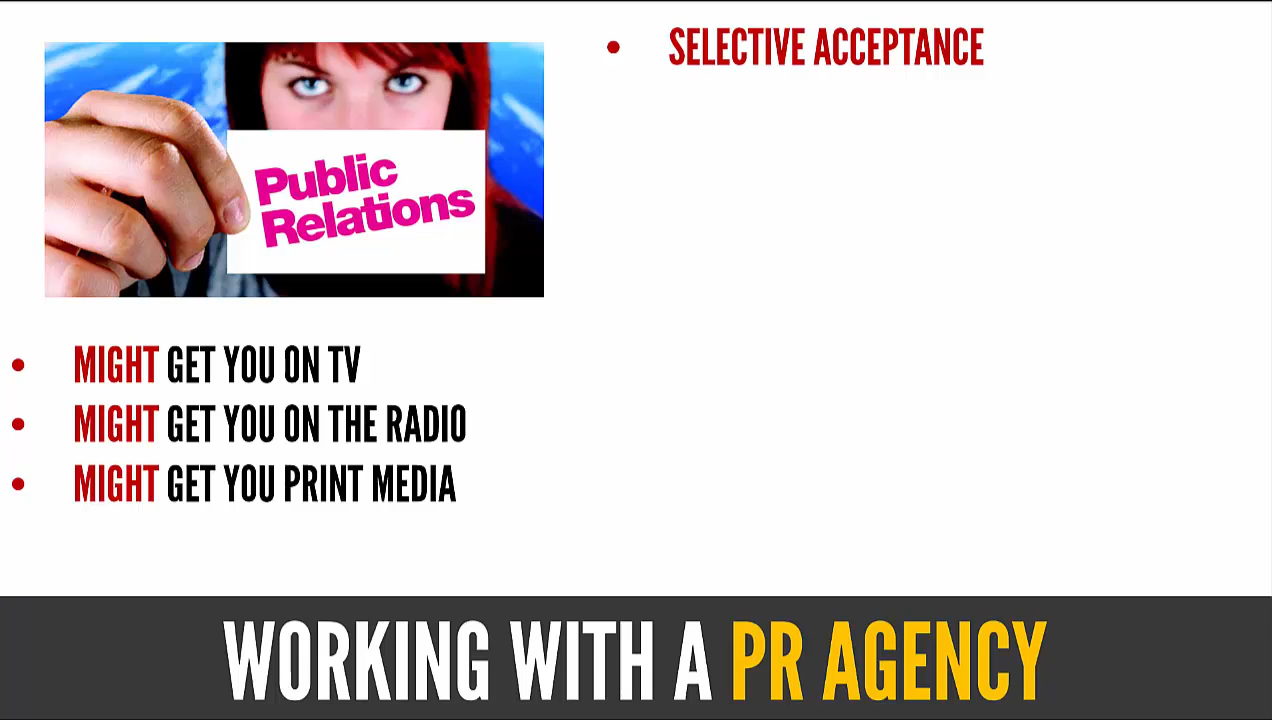 Public
Relations
• MIGHT GET YOU ON TV
• MIGHT GET YOU ON THE RADIO
• MIGHT GET YOU PRINT MEDIA
• SELECTIVE ACCEPTANCE
WORKING WITH A PR AGENCY